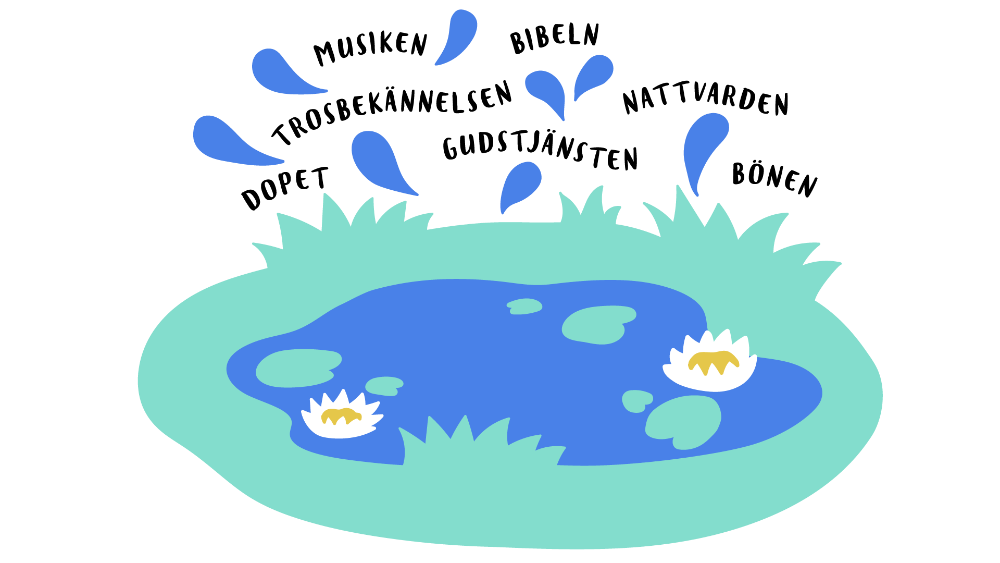 MUSIKEN
BIBELN
TROSBEKÄNNELSEN
NATTVARDEN
GUDSTJÄNSTEN
DOPET
BÖNEN